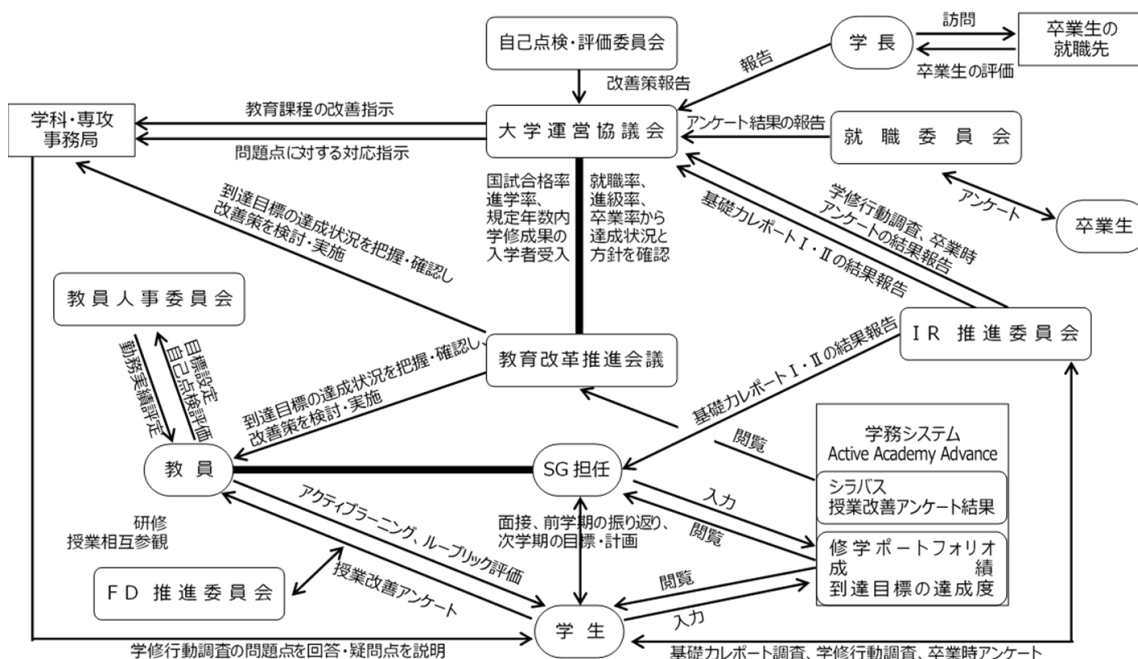 自己点検・評価委員会
学長
訪問
卒業生の評価
卒業生の
就職先
改善策報告
報告
学科・専攻
事務局
教育課程の改善指示
問題点に対する対応指示
大学運営協議会
アンケート結果の報告
就職委員会
アンケート
卒業生
国試合格率
進学率、
規定年数内
学修成果の
入学者受入
就職率、
進級率、
卒業率から
達成状況と
方針を確認
学修行動調査、卒業時
アンケートの結果報告
基礎力レポートⅠ・Ⅱの結果報告
到達目標の達成状況を把握・確認し
改善策を検討・実施
教員人事委員会
教育改革推進会議
IR 推進委員会
目標設定
自己点検評価
勤務実績評定
到達目標の達成状況を把握・確認し、
改善策を検討・実施
基礎力レポートⅠ・Ⅱの結果報告
閲覧
学務システム
Active Academy Advance
シラバス
授業改善アンケート結果
修学ポートフォリオ
成績
到達目標の達成度
教員
SG 担任
入力
閲覧
研修
授業相互参観
アクティブラーニング、ルーブリック評価
面接、前学期の振り返り、
次学期の目標・計画
FD 推進委員会
授業改善アンケート
閲覧
入力
学生
学修行動調査の問題点を回答・疑問点を説明
基礎力レポート調査、学修行動調査、卒業時アンケート